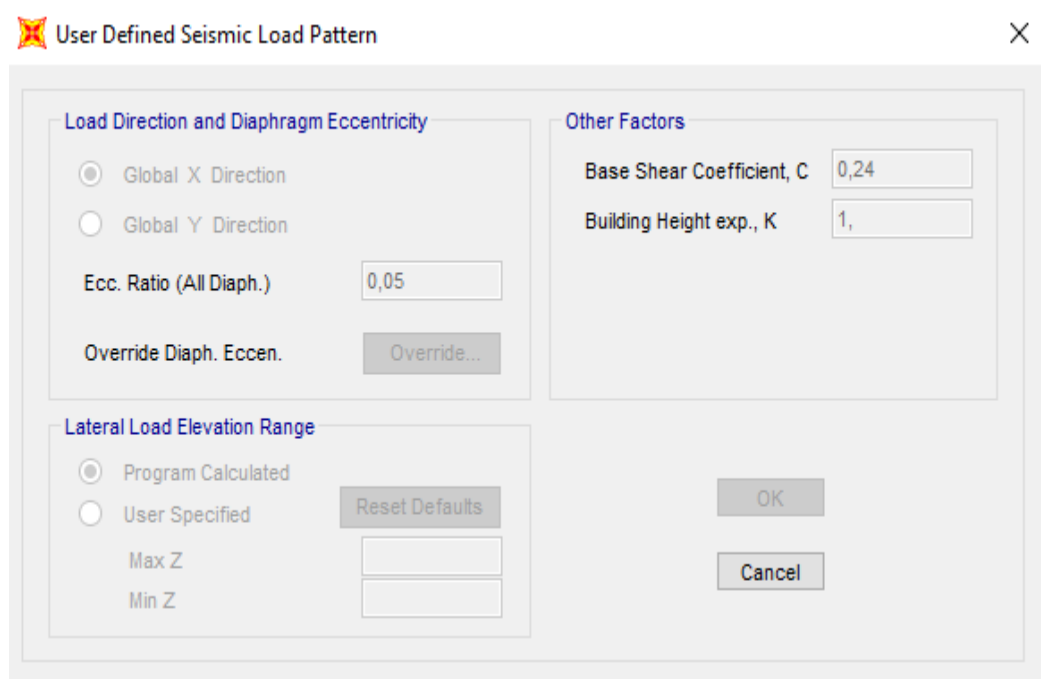 User Defined Seismic Load Pattern
Load Direction and Diaphragm Eccentricity
Global X Direction
Global Y Direction
Ecc. Ratio (All Diaph.) 0,05
Override Diaph. Eccen. Override...
Other Factors
Base Shear Coefficient, C 0,24
Building Height exp., K 1,
Lateral Load Elevation Range
Program Calculated
User Specified Reset Defaults
Max Z
Min Z
OK
Cancel